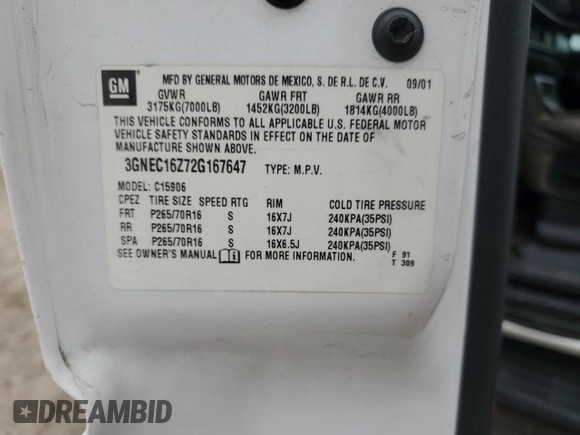 GM
MFD BY GENERAL MOTORS DE MEXICO, S. DE R.L. DE C.V. 09/01
GVWR GAWR FRT GAWR RR
3175KG(7000LB) 1452KG(3200LB) 1814KG(4000LB)
THIS VEHICLE CONFORMS TO ALL APPLICABLE U.S. FEDERAL MOTOR
VEHICLE SAFETY STANDARDS IN EFFECT ON THE DATE OF
MANUFACTURE SHOWN ABOVE.
3GNEC16Z72G167647 TYPE: M.P.V.
MODEL: C15906
CPEZ TIRE SIZE SPEED RTG RIM COLD TIRE PRESSURE
FRT P265/70R16 S 16X7J 240KPA(35PSI)
RR P265/70R16 S 16X7J 240KPA(35PSI)
SPA P265/70R16 S 16X6.5J 240KPA(35PSI)
SEE OWNER'S MANUAL FOR MORE INFORMATION. F 91
T 309
DREAMBID